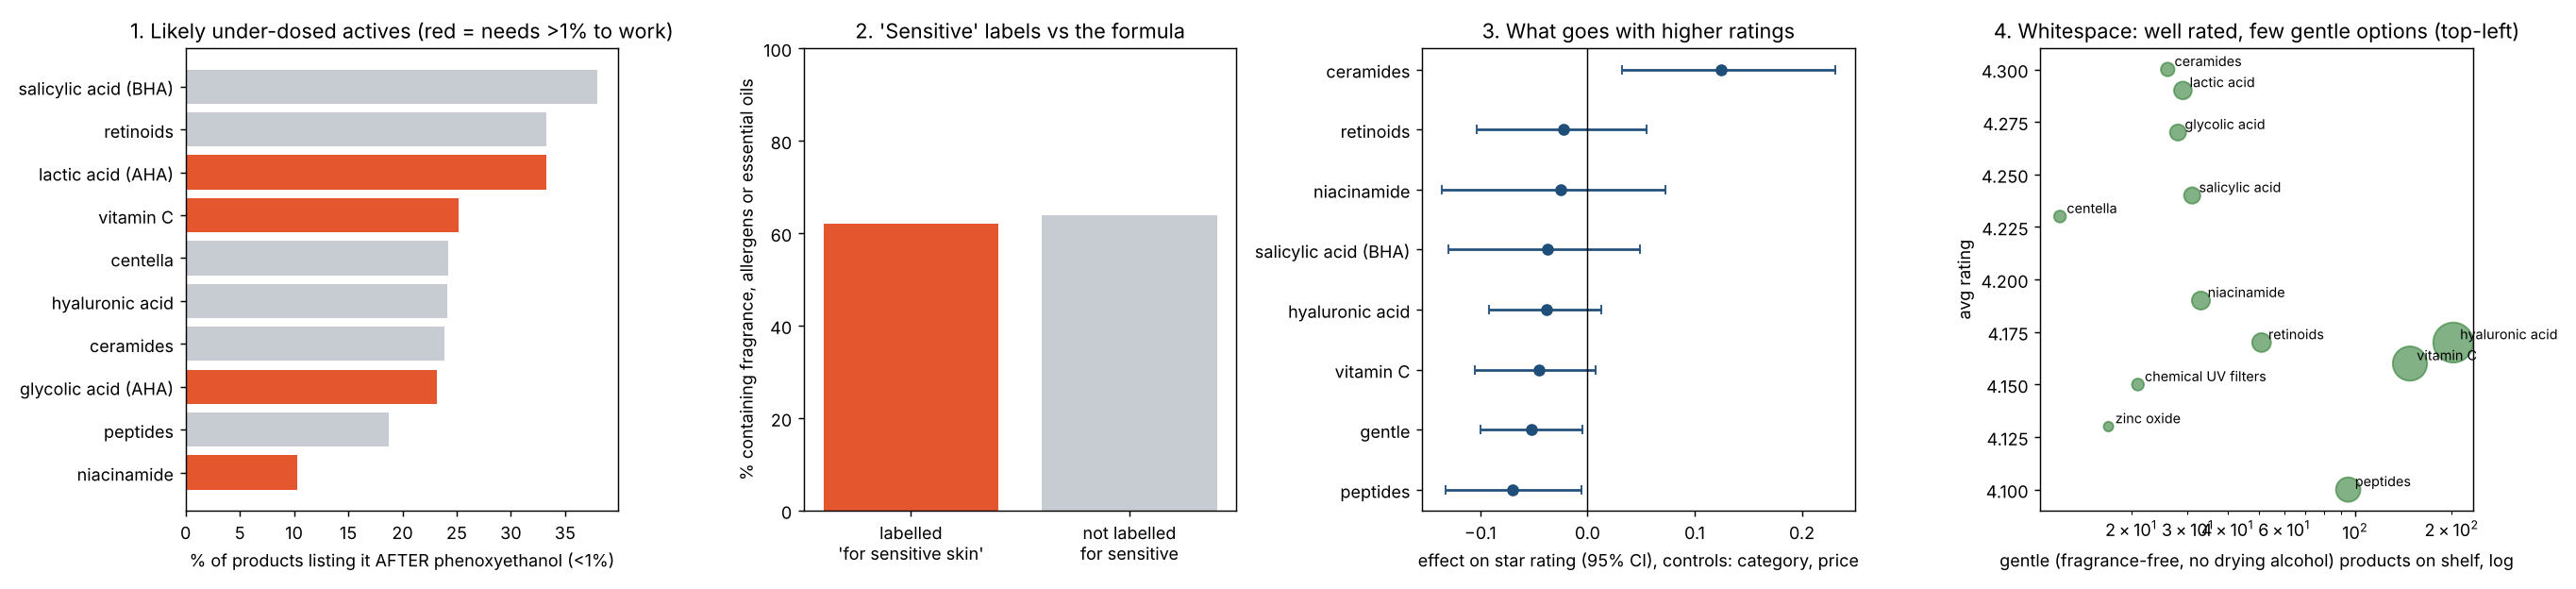 1. Likely under-dosed actives (red = needs >1% to work)
salicylic acid (BHA)
retinoids
lactic acid (AHA)
vitamin C
centella
hyaluronic acid
ceramides
glycolic acid (AHA)
peptides
niacinamide
0 5 10 15 20 25 30 35
% of products listing it AFTER phenoxyethanol (<1%)
2. 'Sensitive' labels vs the formula
% containing fragrance, allergens or essential oils
100
80
60
40
20
0
labelled
'for sensitive skin'
not labelled
for sensitive
3. What goes with higher ratings
ceramides
retinoids
niacinamide
salicylic acid (BHA)
hyaluronic acid
vitamin C
gentle
peptides
−0.1 0.0 0.1 0.2
effect on star rating (95% CI), controls: category, price
4. Whitespace: well rated, few gentle options (top-left)
avg rating
4.300
4.275
4.250
4.225
4.200
4.175
4.150
4.125
4.100
ceramides
lactic acid
glycolic acid
salicylic acid
centella
niacinamide
retinoids
hyaluronic acid
vitamin C
chemical UV filters
zinc oxide
peptides
2 × 10¹ 3 × 10¹ 4 × 10¹ 6 × 10¹ 10² 2 × 10²
gentle (fragrance-free, no drying alcohol) products on shelf, log